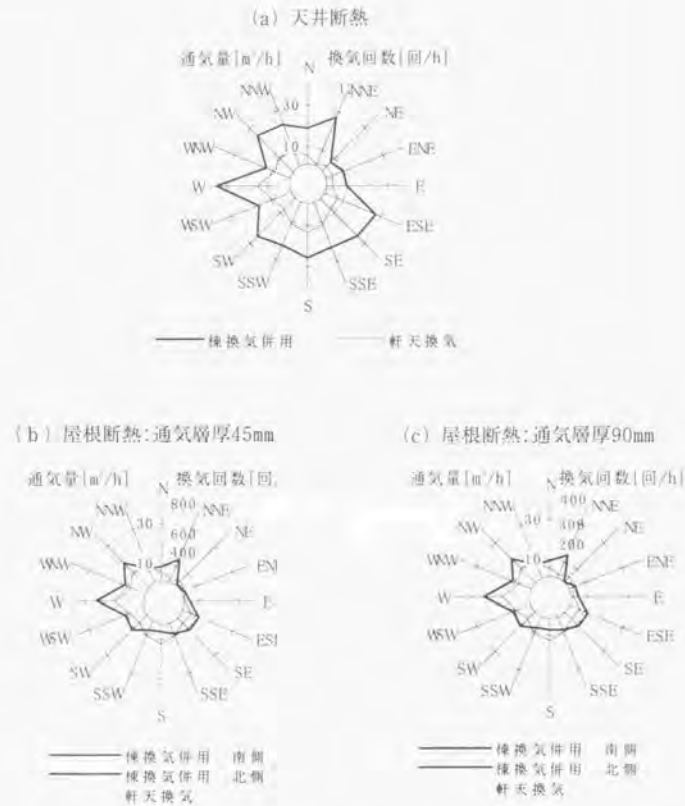 (a) 天井断熱
通気量[m³/h] 換気回数[回/h]
N
NNW NNE
30
NW NE
10
WNW ENE
W E
WSW ESE
SW SE
SSW SSE
S
棟換気併用 軒天換気
(b) 屋根断熱:通気層厚45mm
通気量[m³/h] 換気回数[回
N
800
NNW NNE
30
NW 600 NE
400
WNW 10 EN
W E
WSW ESE
SW SE
SSW SSE
S
棟換気併用 南側
棟換気併用 北側
軒天換気
(c) 屋根断熱:通気層厚90mm
通気量[m³/h] 換気回数[回/h]
N
400
NNW NNE
30 300
NW NE
200
WNW 10 ENE
W E
WSW ESE
SW SE
SSW SSE
S
棟換気併用 南側
棟換気併用 北側
軒天換気